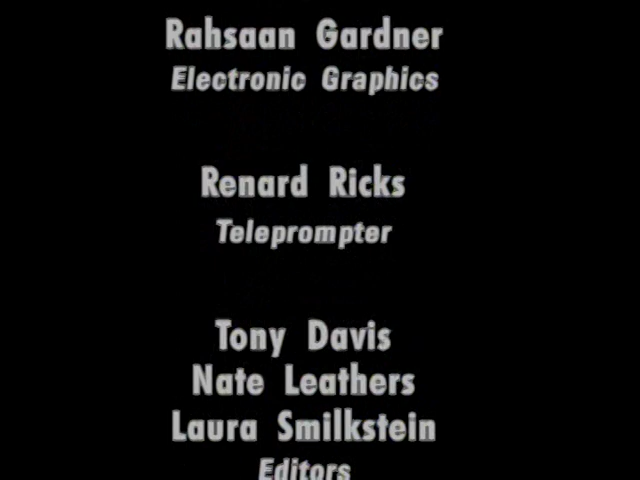 Rahsaan Gardner
Electronic Graphics
Renard Ricks
Teleprompter
Tony Davis
Nate Leathers
Laura Smilkstein
Editors